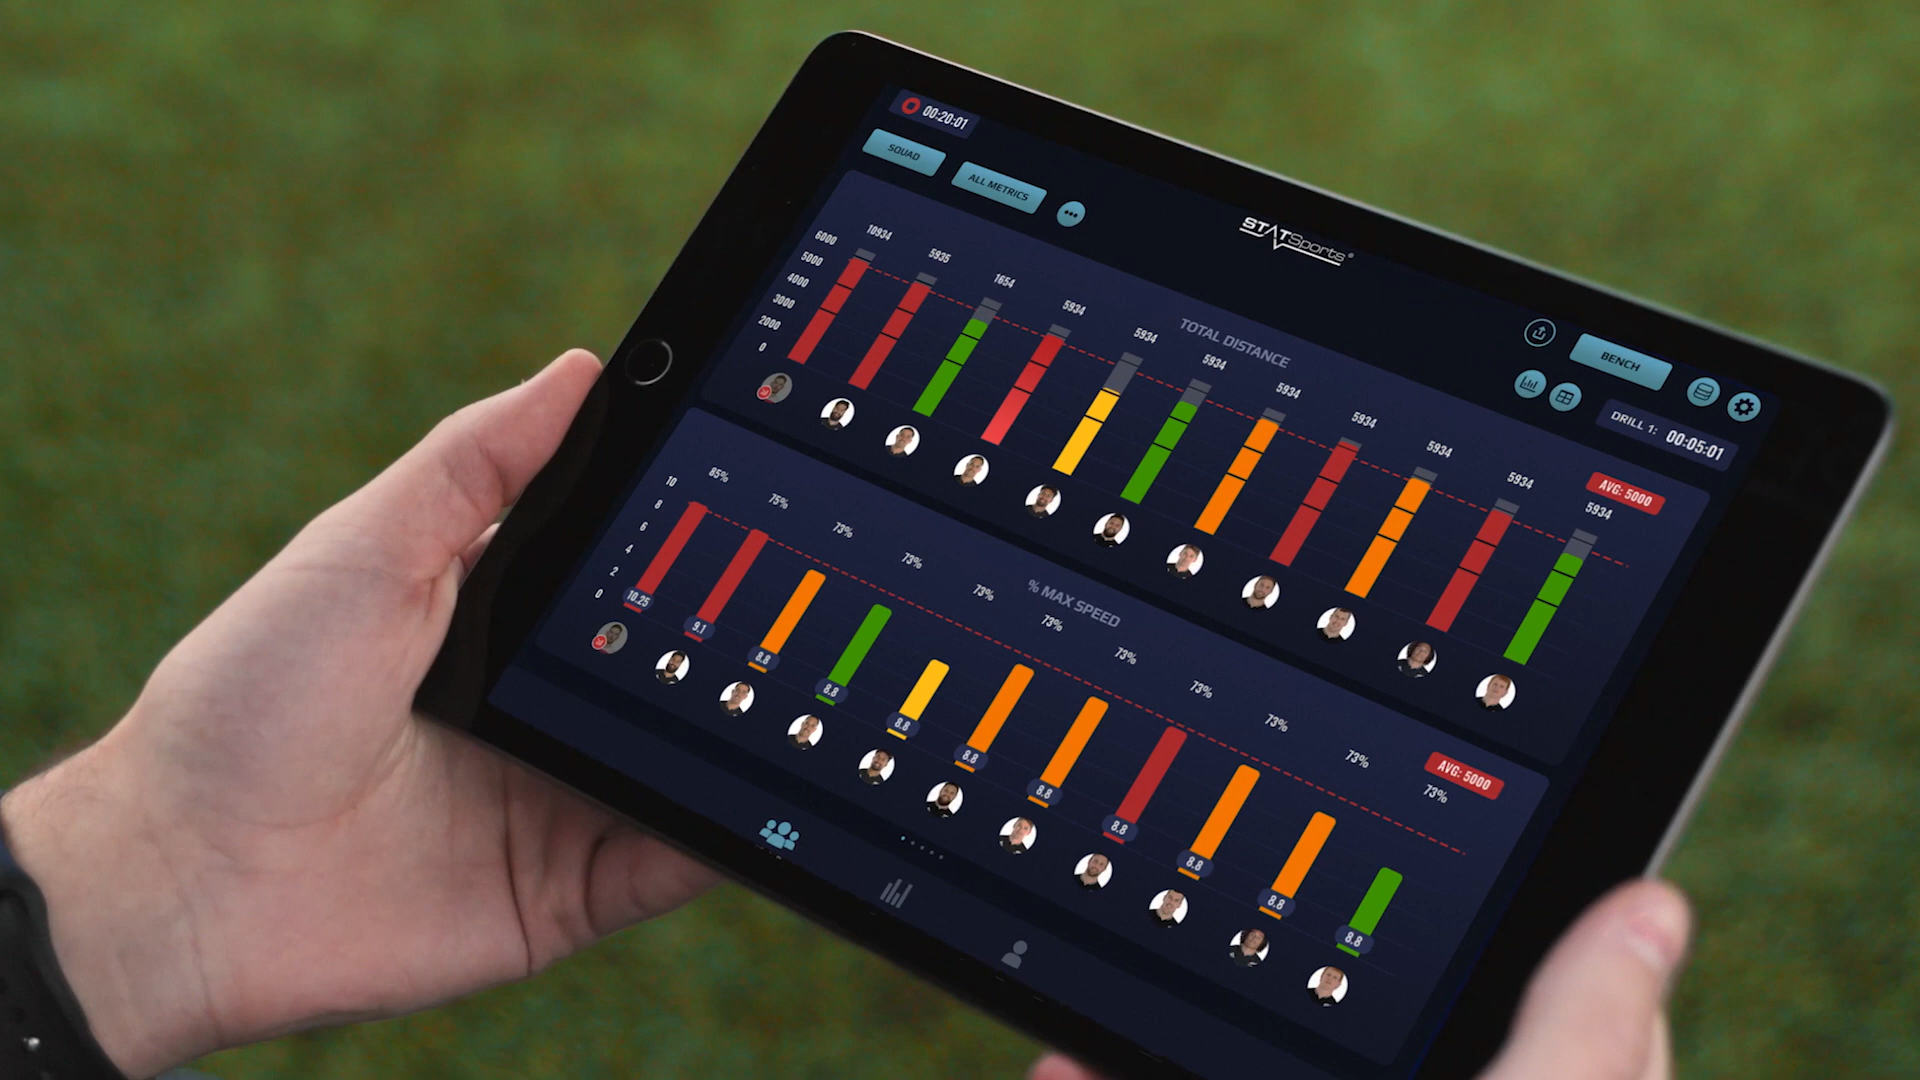 00:20:01
SQUAD
ALL METRICS
STATSports®
BENCH
DRILL 1: 00:05:01
TOTAL DISTANCE
AVG: 5000
10934 5935 1654 5934 5934 5934 5934 5934 5934 5934 5934
6000
5000
4000
3000
2000
0
% MAX SPEED
AVG: 5000
85% 75% 73% 73% 73% 73% 73% 73% 73% 73% 73%
10
8
6
4
2
0
10.25 9.1 8.8 8.8 8.8 8.8 8.8 8.8 8.8 8.8 8.8